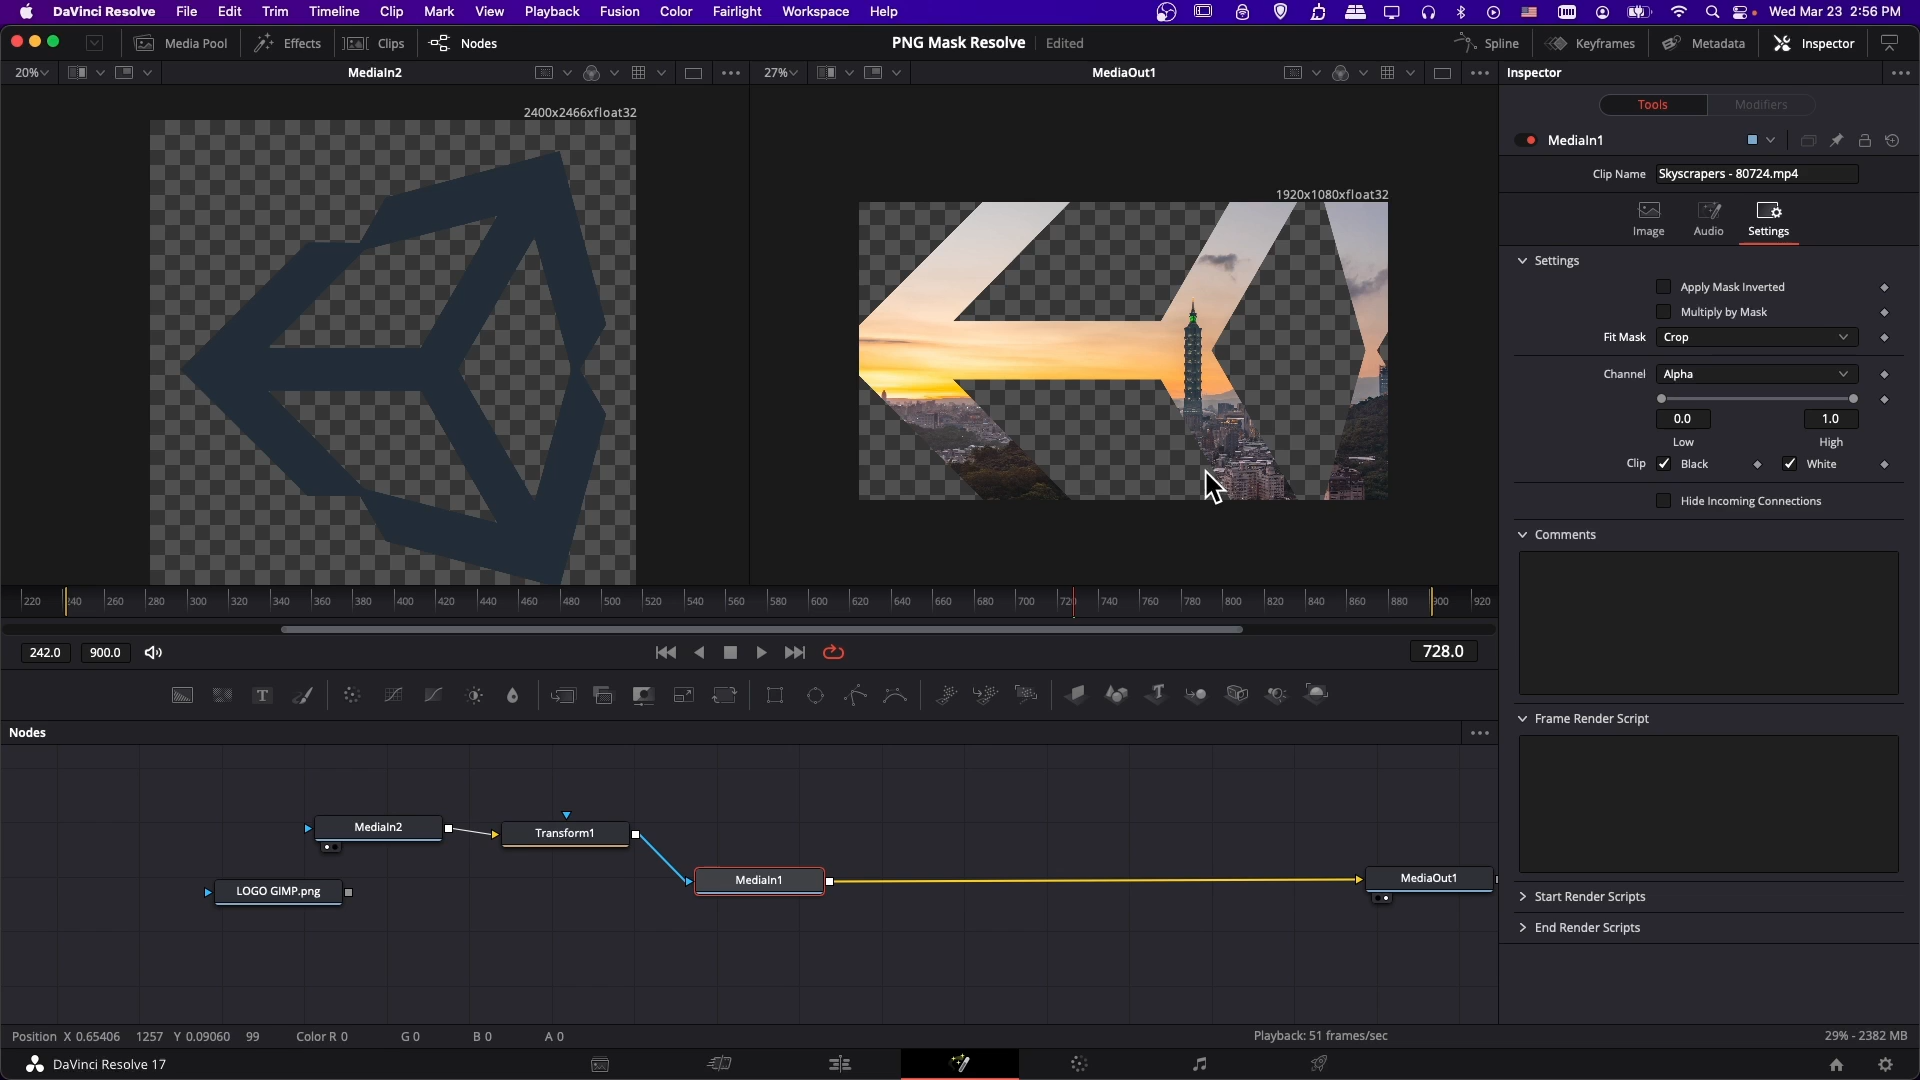 DaVinci Resolve File Edit Trim Timeline Clip Mark View Playback Fusion Color Fairlight Workspace Help Wed Mar 23 2:56 PM
Media Pool Effects Clips Nodes PNG Mask Resolve Edited Spline Keyframes Metadata Inspector
20% MediaIn2 27% MediaOut1 Inspector
2400x2466xfloat32
1920x1080xfloat32
Tools Modifiers
MediaIn1
Clip Name Skyscrapers - 80724.mp4
Image Audio Settings
Settings
Apply Mask Inverted
Multiply by Mask
Fit Mask Crop
Channel Alpha
0.0 1.0
Low High
Clip Black White
Hide Incoming Connections
Comments
Frame Render Script
Start Render Scripts
End Render Scripts
220 260 280 300 320 340 360 380 400 420 440 460 480 500 520 540 560 580 600 620 640 660 680 700 740 760 780 800 820 840 860 880 920
242.0 900.0 728.0
Nodes
MediaIn2 Transform1
LOGO GIMP.png MediaIn1 MediaOut1
Position X 0.65406 1257 Y 0.09060 99 Color R 0 G 0 B 0 A 0 Playback: 51 frames/sec 29% - 2382 MB
DaVinci Resolve 17